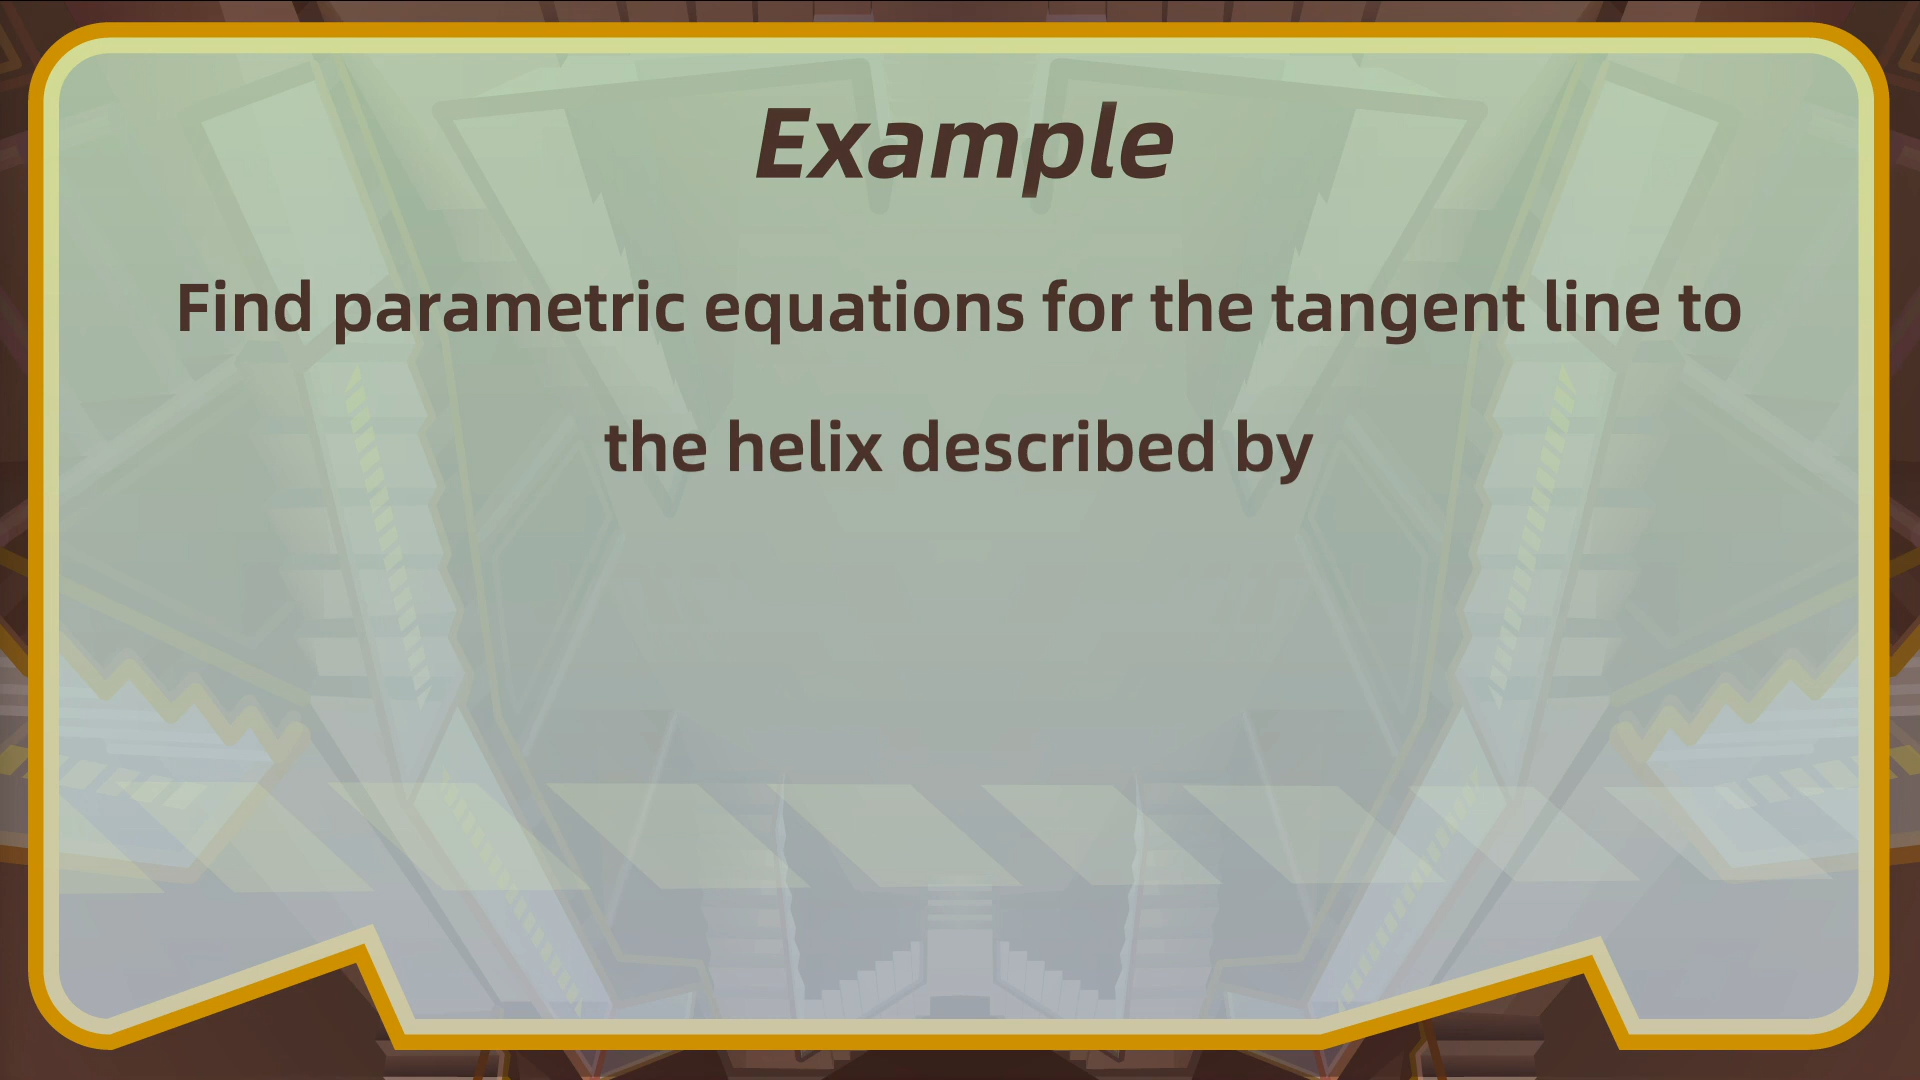 Example
Find parametric equations for the tangent line to
the helix described by